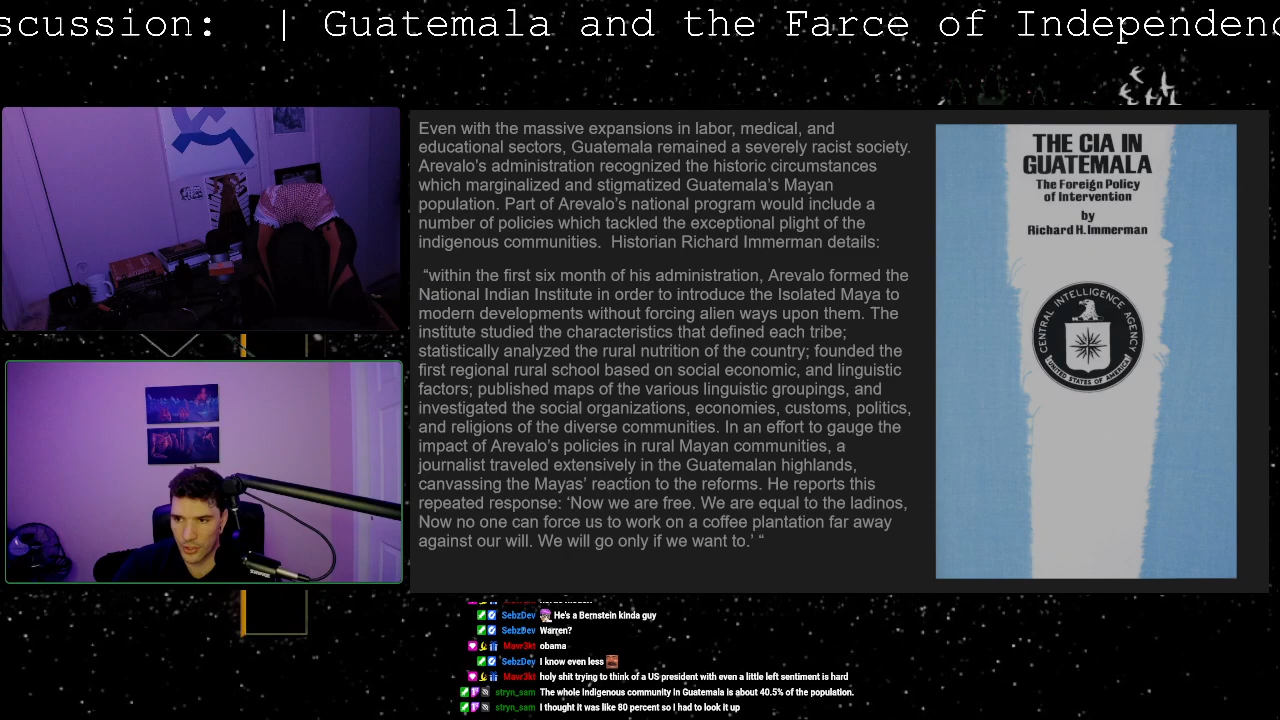 scussion: | Guatemala and the Farce of Independenc
Even with the massive expansions in labor, medical, and
educational sectors, Guatemala remained a severely racist society.
Arevalo's administration recognized the historic circumstances
which marginalized and stigmatized Guatemala's Mayan
population. Part of Arevalo's national program would include a
number of policies which tackled the exceptional plight of the
indigenous communities. Historian Richard Immerman details:
“within the first six month of his administration, Arevalo formed the
National Indian Institute in order to introduce the Isolated Maya to
modern developments without forcing alien ways upon them. The
institute studied the characteristics that defined each tribe;
statistically analyzed the rural nutrition of the country; founded the
first regional rural school based on social economic, and linguistic
factors; published maps of the various linguistic groupings, and
investigated the social organizations, economies, customs, politics,
and religions of the diverse communities. In an effort to gauge the
impact of Arevalo's policies in rural Mayan communities, a
journalist traveled extensively in the Guatemalan highlands,
canvassing the Mayas' reaction to the reforms. He reports this
repeated response: ‘Now we are free. We are equal to the ladinos,
Now no one can force us to work on a coffee plantation far away
against our will. We will go only if we want to.’ “
THE CIA IN
GUATEMALA
The Foreign Policy
of Intervention
by
Richard H. Immerman
CENTRAL INTELLIGENCE AGENCY
UNITED STATES OF AMERICA
SHURE
SebzDev He's a Bernstein kinda guy
SebzDev Warren?
Mavr3kt obama
SebzDev I know even less
Mavr3kt holy shit trying to think of a US president with even a little left sentiment is hard
stryn_sam The whole Indigenous community in Guatemala is about 40.5% of the population.
stryn_sam I thought it was like 80 percent so I had to look it up